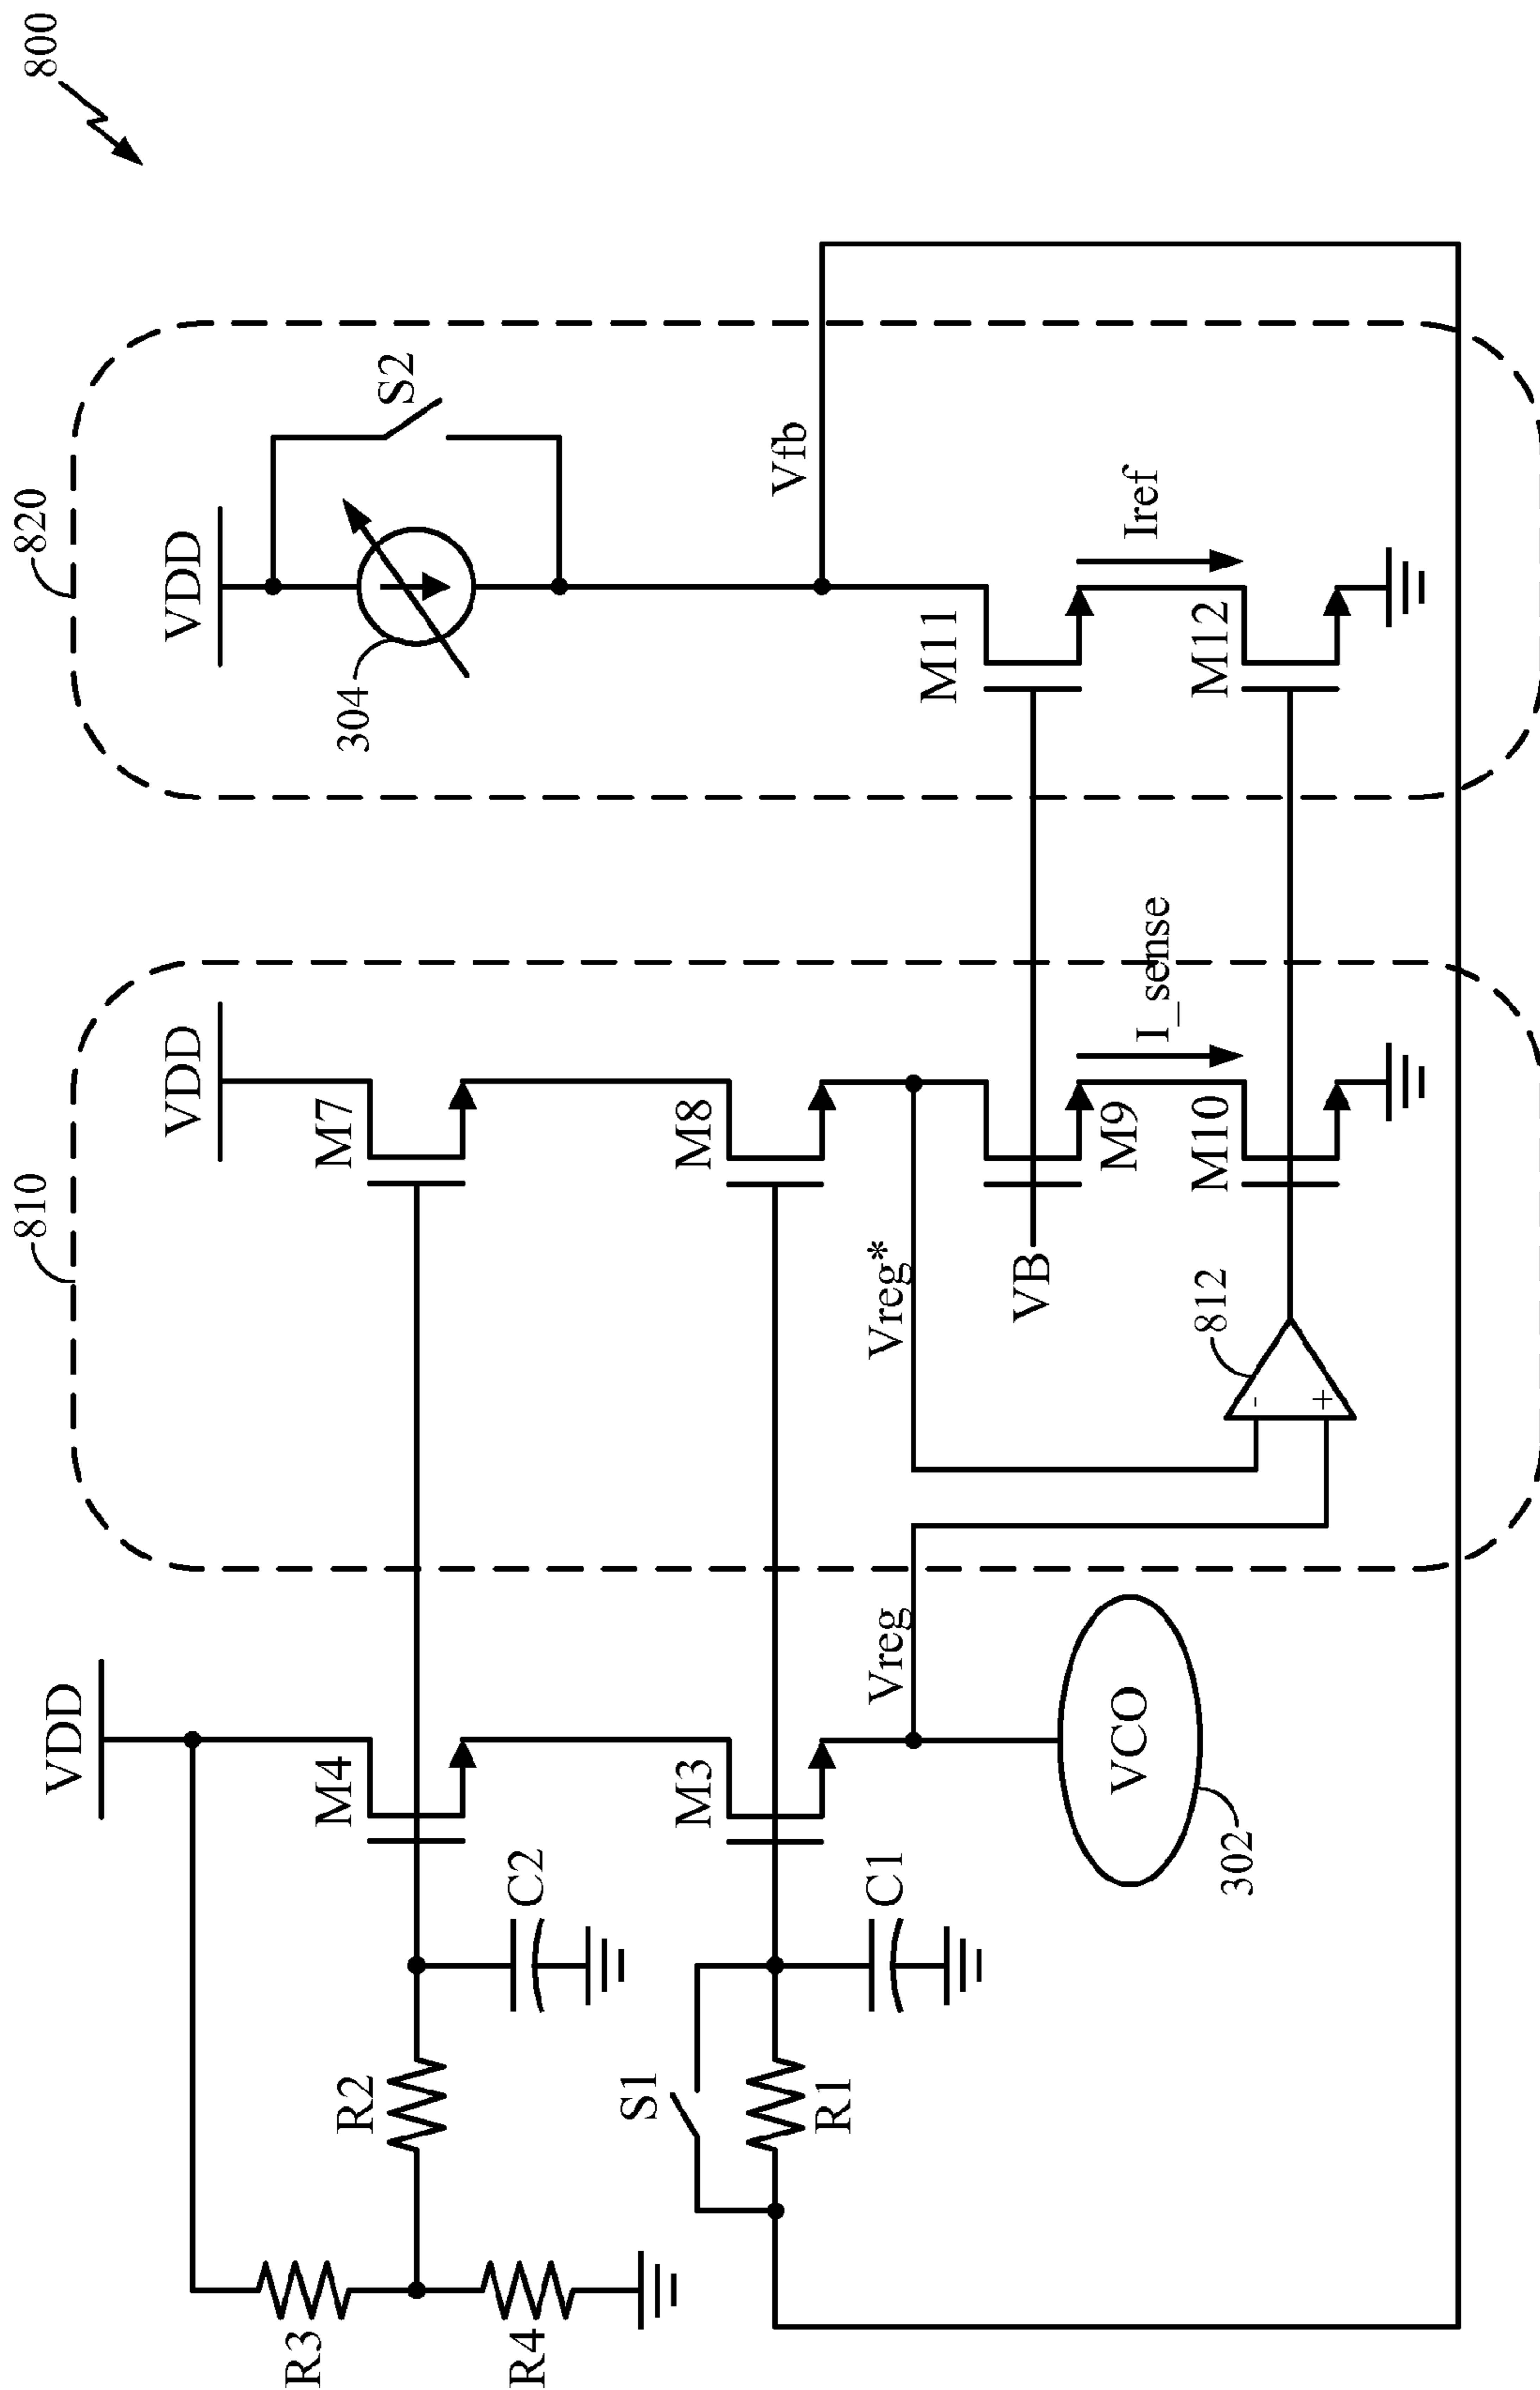 800
820
VDD
S2
304
Vfb
M11
Iref
M12
810
VDD
M7
M8
Vreg*
VB
M9
I_sense
M10
812
-
+
VDD
M4
M3
Vreg
VCO
302
C2
C1
R2
S1
R1
R3
R4